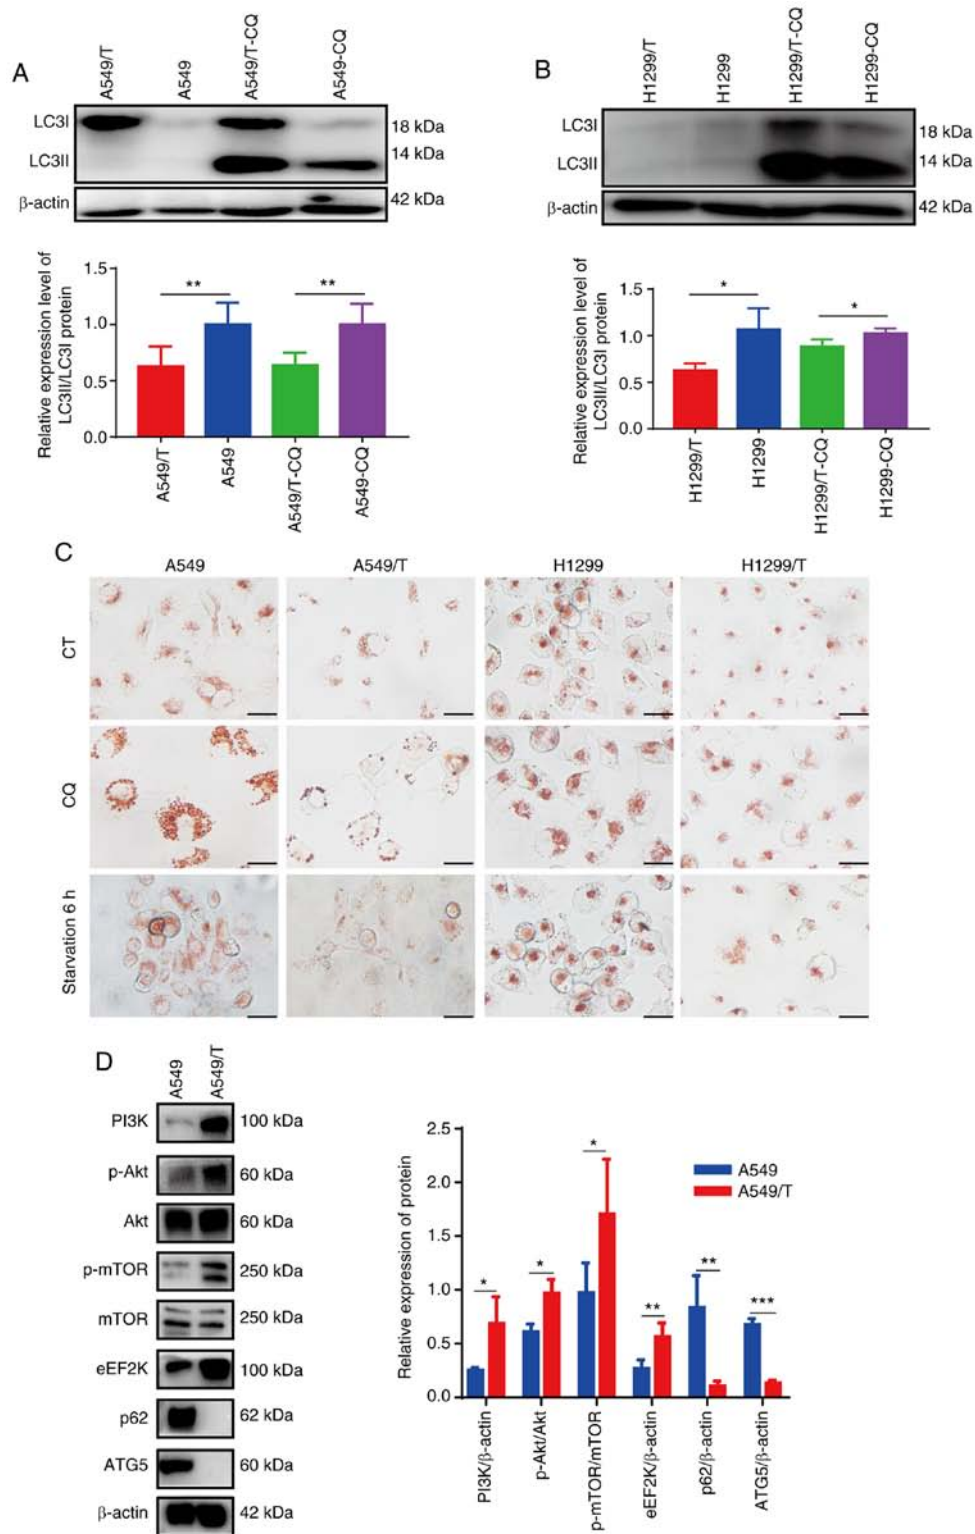 A
A549/T
A549
A549/T-CQ
A549-CQ
LC3I
18 kDa
14 kDa
LC3II
β-actin
42 kDa
Relative expression level of
LC3II/LC3I protein
1.5
1.0
0.5
0.0
**
**
A549/T
A549
A549/T-CQ
A549-CQ
B
H1299/T
H1299
H1299/T-CQ
H1299-CQ
LC3I
18 kDa
LC3II
14 kDa
β-actin
42 kDa
Relative expression level of
LC3II/LC3I protein
1.5
1.0
0.5
0.0
*
*
H1299/T
H1299
H1299/T-CQ
H1299-CQ
C
A549
A549/T
H1299
H1299/T
CT
CQ
Starvation 6 h
D
A549
A549/T
PI3K
100 kDa
p-Akt
60 kDa
Akt
60 kDa
p-mTOR
250 kDa
mTOR
250 kDa
eEF2K
100 kDa
p62
62 kDa
ATG5
60 kDa
β-actin
42 kDa
Relative expression of protein
2.5
2.0
1.5
1.0
0.5
0.0
*
*
*
**
**
***
A549
A549/T
PI3K/β-actin
p-Akt/Akt
p-mTOR/mTOR
eEF2K/β-actin
p62/β-actin
ATG5/β-actin